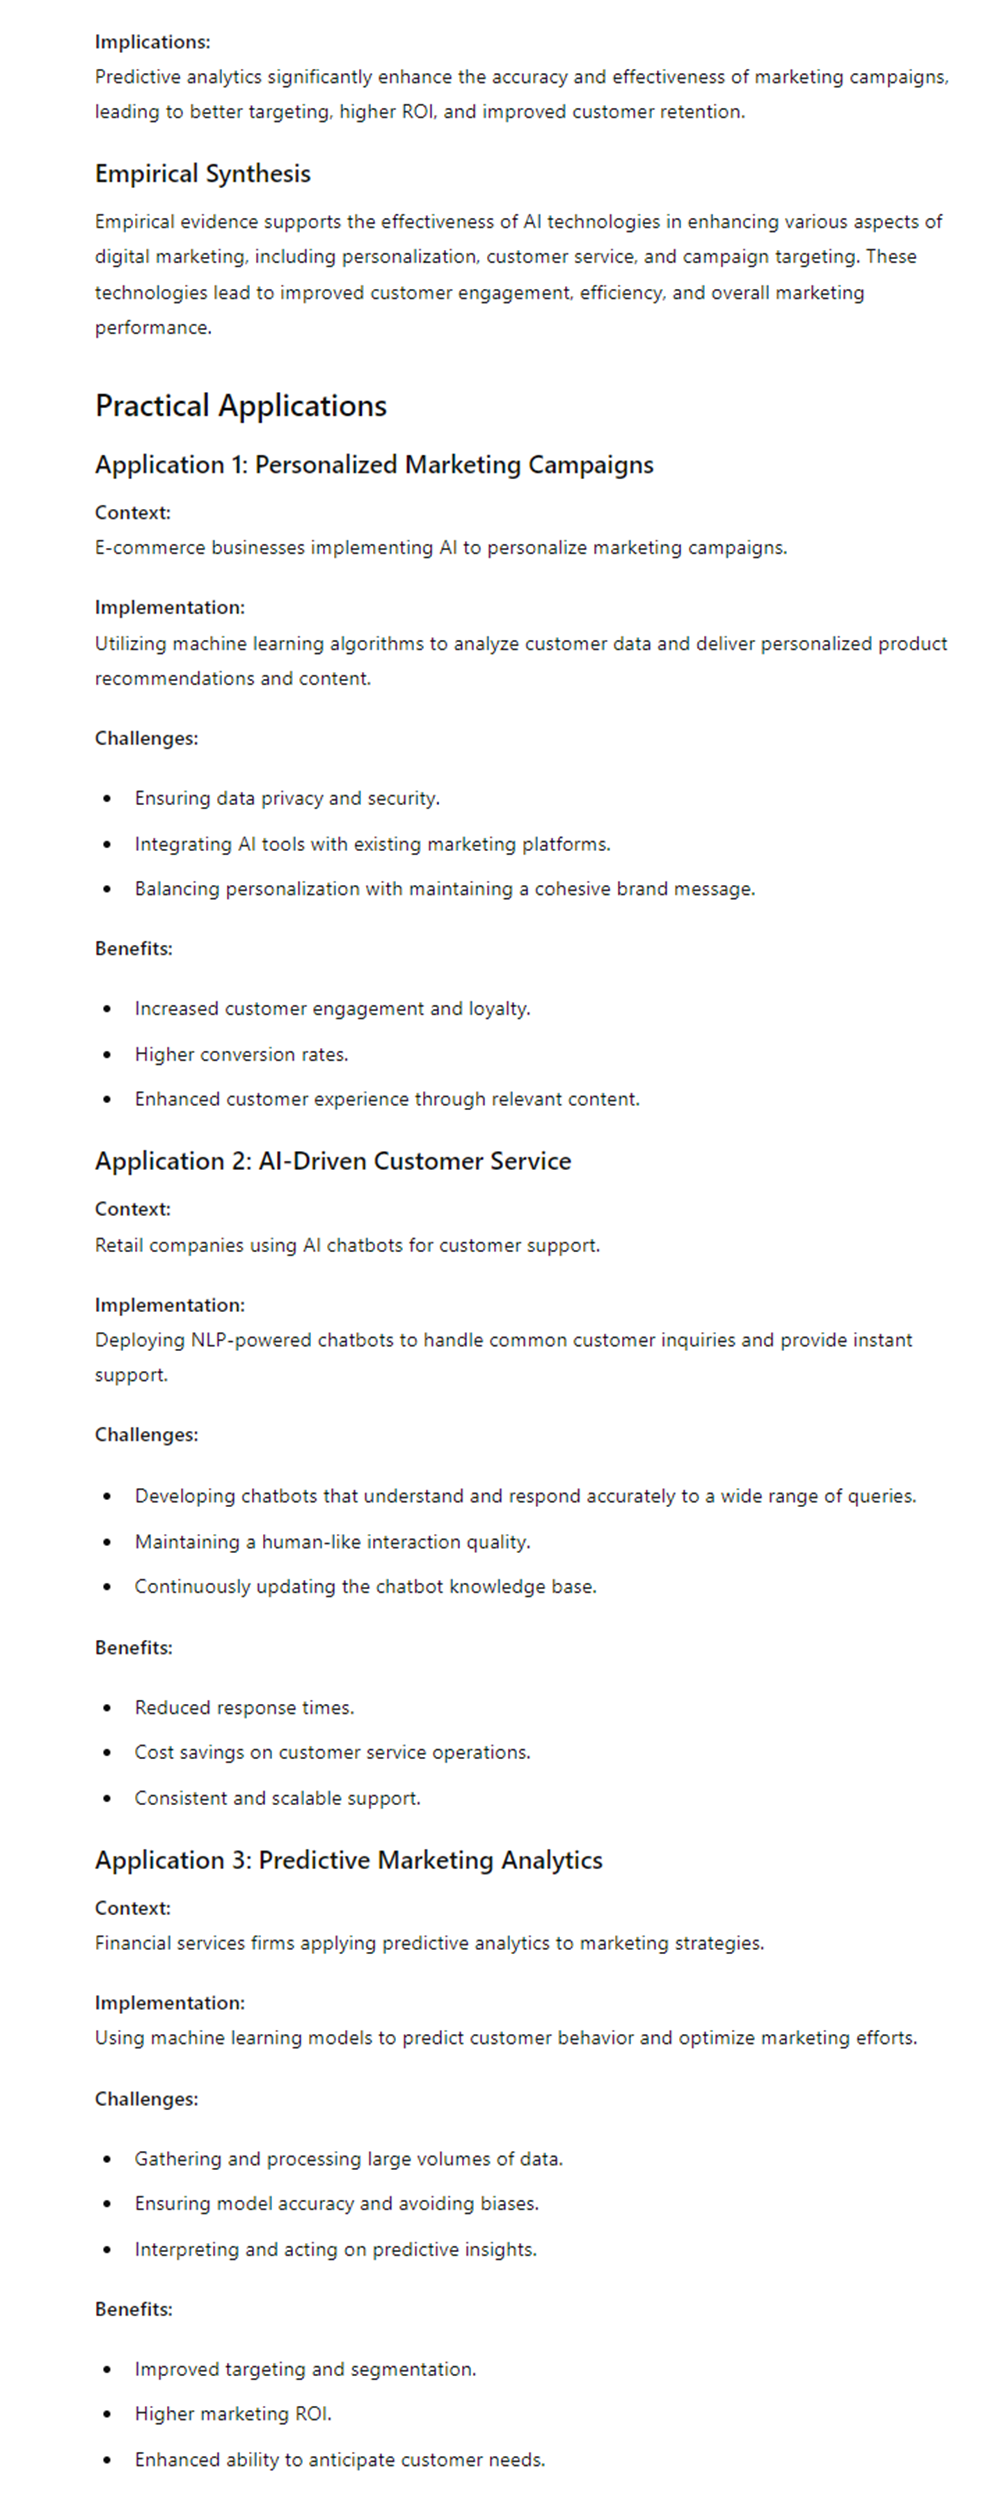 Implications:
Predictive analytics significantly enhance the accuracy and effectiveness of marketing campaigns,
leading to better targeting, higher ROI, and improved customer retention.
Empirical Synthesis
Empirical evidence supports the effectiveness of AI technologies in enhancing various aspects of
digital marketing, including personalization, customer service, and campaign targeting. These
technologies lead to improved customer engagement, efficiency, and overall marketing
performance.
Practical Applications
Application 1: Personalized Marketing Campaigns
Context:
E-commerce businesses implementing AI to personalize marketing campaigns.
Implementation:
Utilizing machine learning algorithms to analyze customer data and deliver personalized product
recommendations and content.
Challenges:
• Ensuring data privacy and security.
• Integrating AI tools with existing marketing platforms.
• Balancing personalization with maintaining a cohesive brand message.
Benefits:
• Increased customer engagement and loyalty.
• Higher conversion rates.
• Enhanced customer experience through relevant content.
Application 2: AI-Driven Customer Service
Context:
Retail companies using AI chatbots for customer support.
Implementation:
Deploying NLP-powered chatbots to handle common customer inquiries and provide instant
support.
Challenges:
• Developing chatbots that understand and respond accurately to a wide range of queries.
• Maintaining a human-like interaction quality.
• Continuously updating the chatbot knowledge base.
Benefits:
• Reduced response times.
• Cost savings on customer service operations.
• Consistent and scalable support.
Application 3: Predictive Marketing Analytics
Context:
Financial services firms applying predictive analytics to marketing strategies.
Implementation:
Using machine learning models to predict customer behavior and optimize marketing efforts.
Challenges:
• Gathering and processing large volumes of data.
• Ensuring model accuracy and avoiding biases.
• Interpreting and acting on predictive insights.
Benefits:
• Improved targeting and segmentation.
• Higher marketing ROI.
• Enhanced ability to anticipate customer needs.